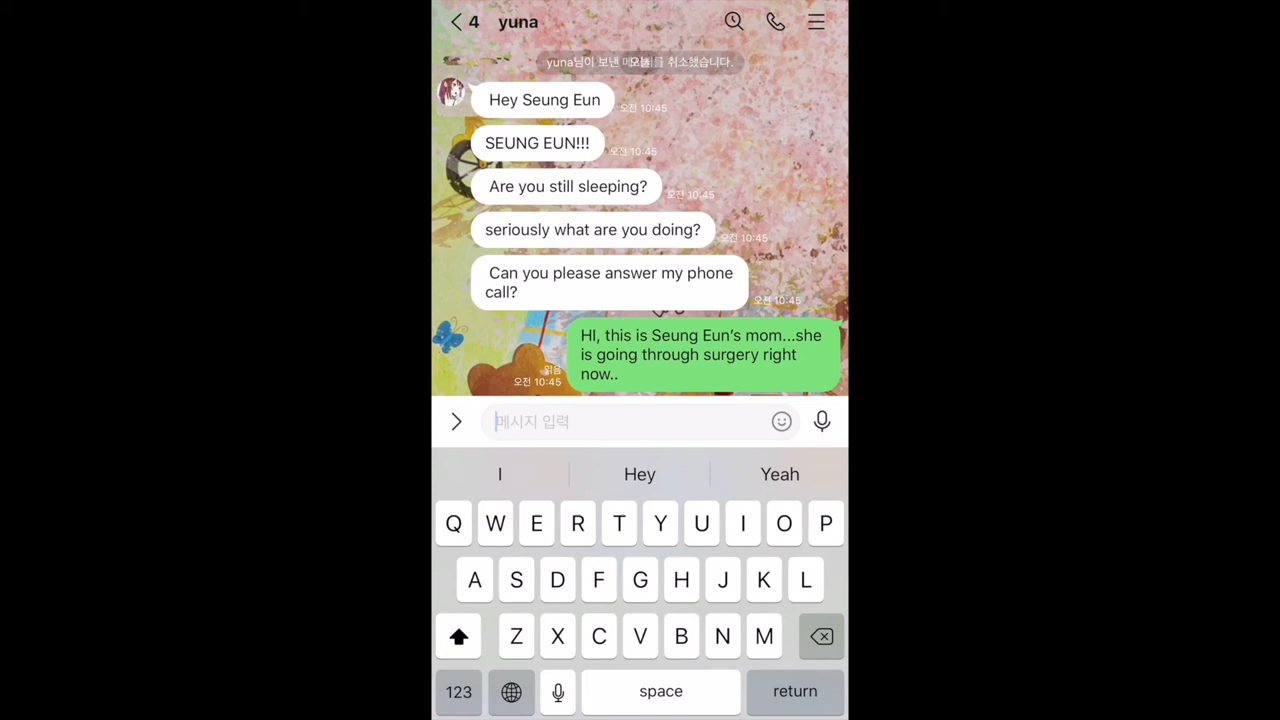 4 yuna
yuna님이 보낸 메시지를 취소했습니다.
Hey Seung Eun
오전 10:45
SEUNG EUN!!!
오전 10:45
Are you still sleeping?
오전 10:45
seriously what are you doing?
오전 10:45
Can you please answer my phone
call?
오전 10:45
HI, this is Seung Eun's mom...she
is going through surgery right
now..
읽음
오전 10:45
메시지 입력
I Hey Yeah
Q W E R T Y U I O P
A S D F G H J K L
Z X C V B N M
123 space return